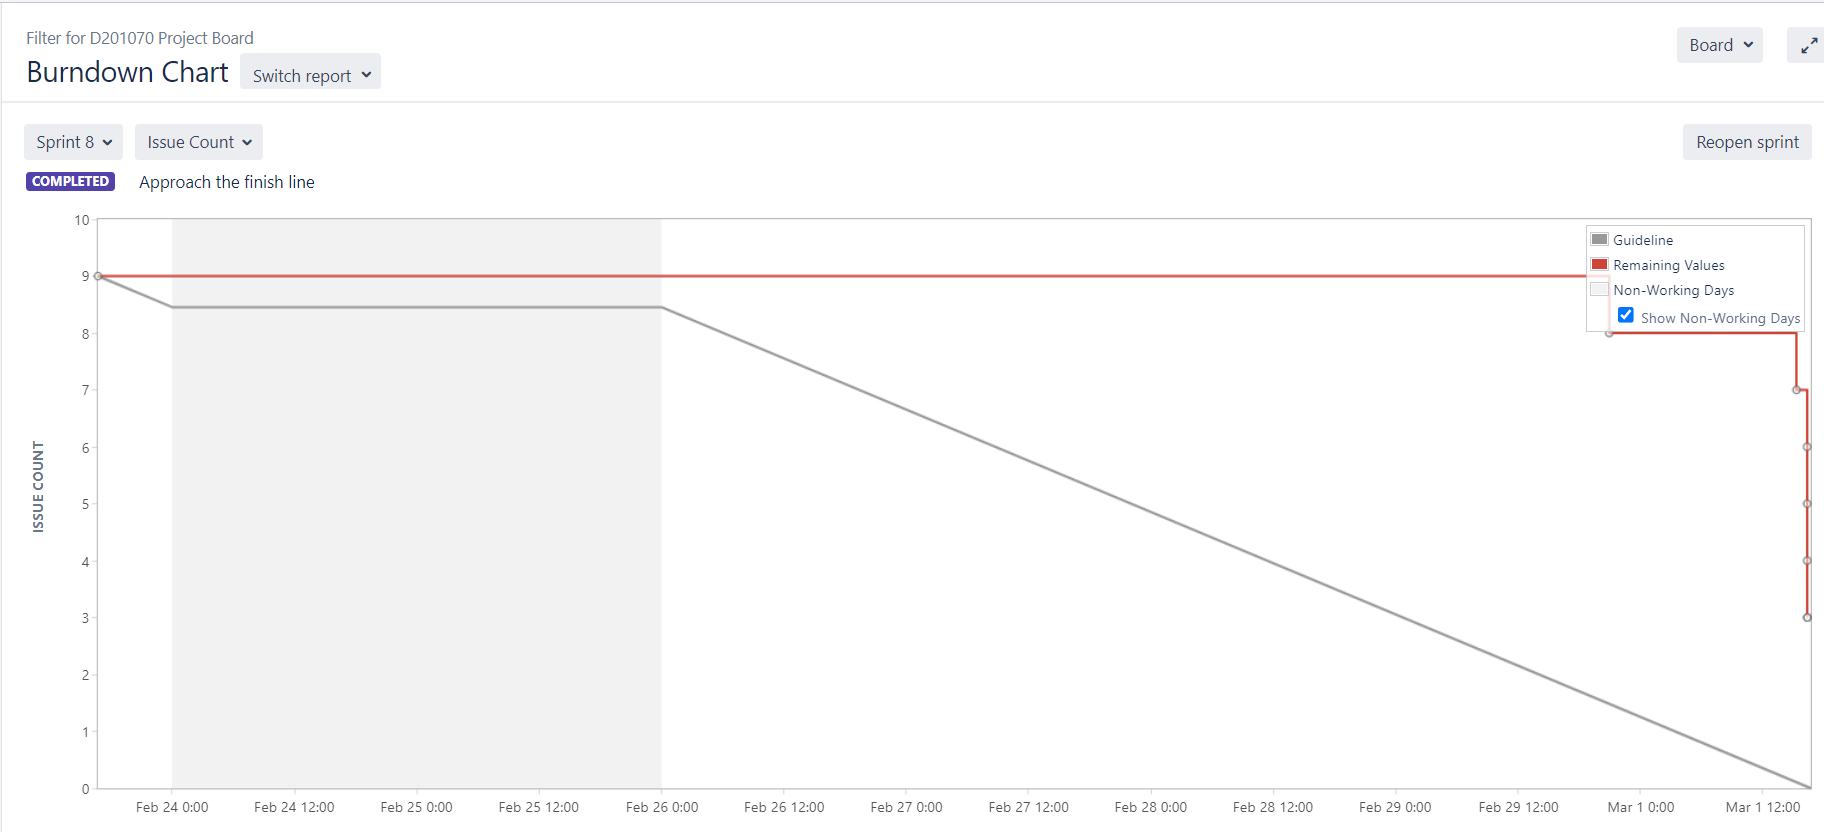 Filter for D201070 Project Board
Burndown Chart
Switch report
Board
Sprint 8
Issue Count
Reopen sprint
COMPLETED
Approach the finish line
Guideline
Remaining Values
Non-Working Days
Show Non-Working Days
ISSUE COUNT
10
9
8
7
6
5
4
3
2
1
0
Feb 24 0:00
Feb 24 12:00
Feb 25 0:00
Feb 25 12:00
Feb 26 0:00
Feb 26 12:00
Feb 27 0:00
Feb 27 12:00
Feb 28 0:00
Feb 28 12:00
Feb 29 0:00
Feb 29 12:00
Mar 1 0:00
Mar 1 12:00